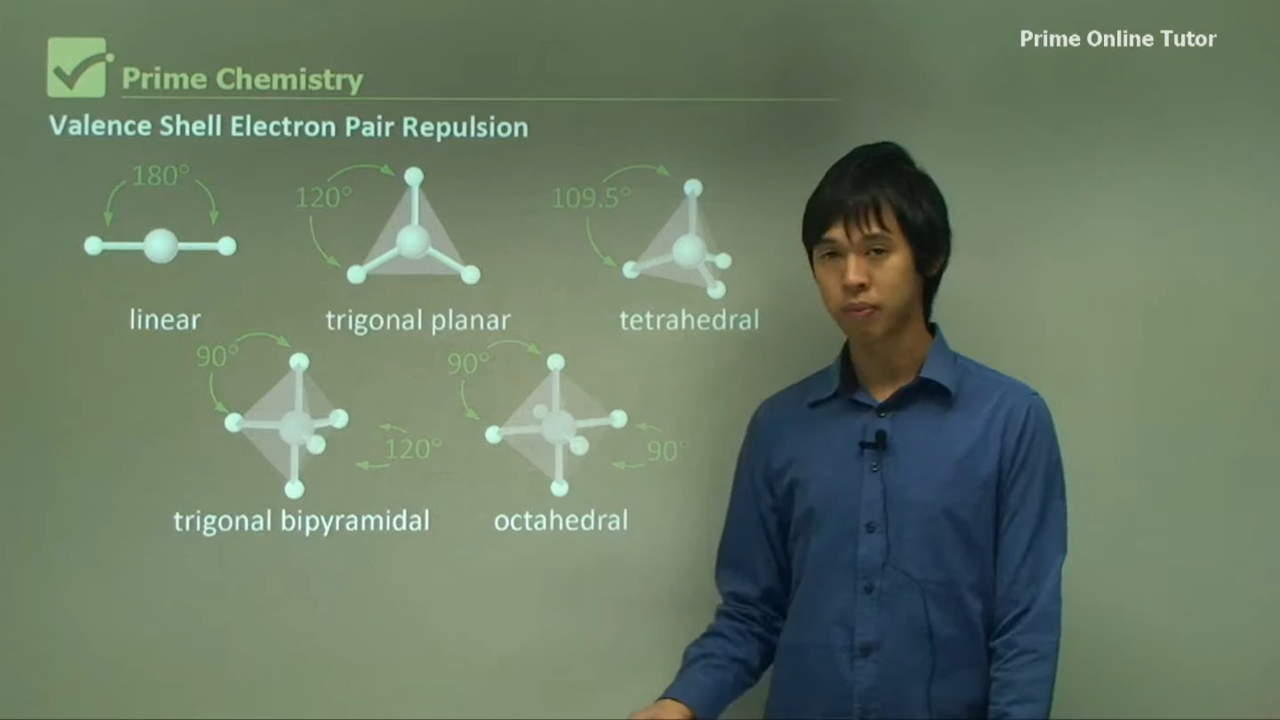 Prime Online Tutor
Prime Chemistry
Valence Shell Electron Pair Repulsion
180°
120°
109.5°
linear
trigonal planar
tetrahedral
90°
120°
90°
90°
trigonal bipyramidal
octahedral